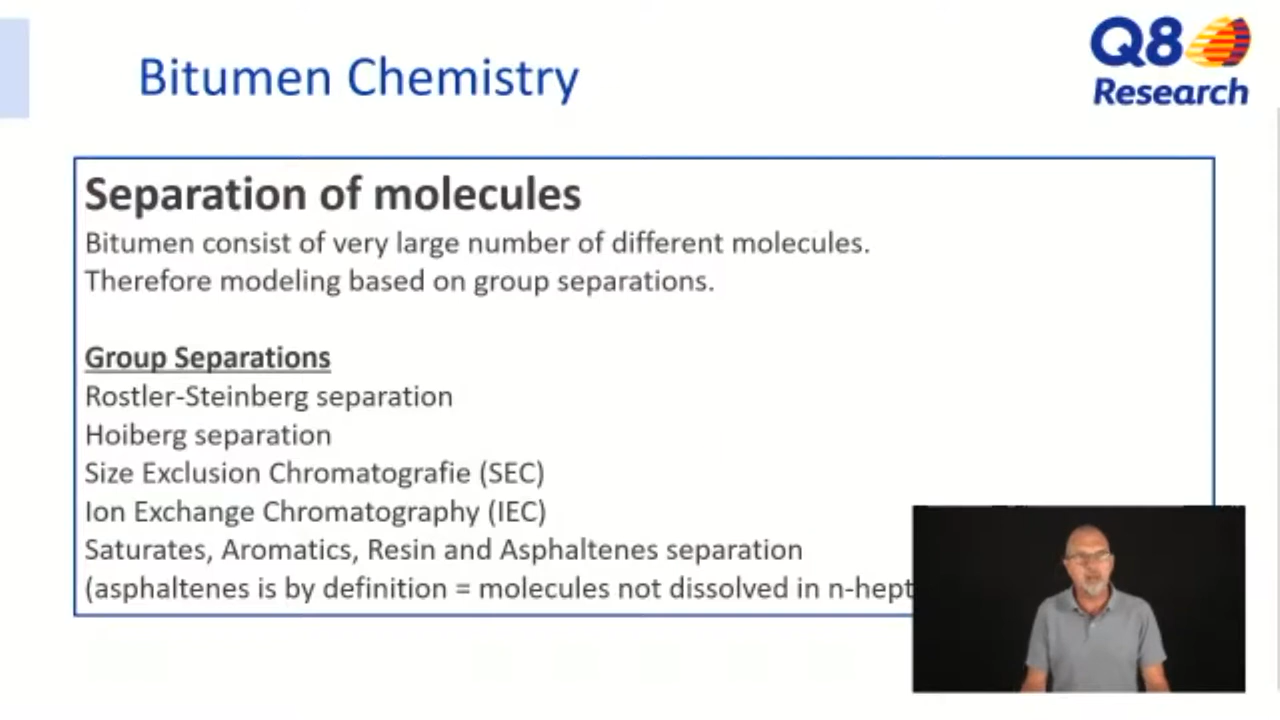 Bitumen Chemistry
Q8
Research
Separation of molecules
Bitumen consist of very large number of different molecules.
Therefore modeling based on group separations.
Group Separations
Rostler-Steinberg separation
Hoiberg separation
Size Exclusion Chromatografie (SEC)
Ion Exchange Chromatography (IEC)
Saturates, Aromatics, Resin and Asphaltenes separation
(asphaltenes is by definition = molecules not dissolved in n-hept